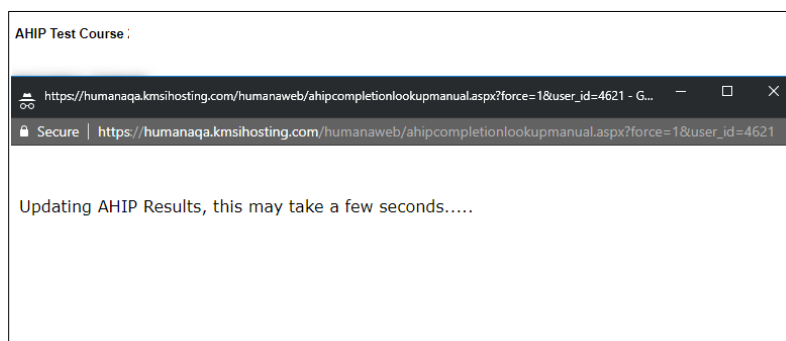 AHIP Test Course
https://humanaqa.kmsihosting.com/humanaweb/ahipcompletionlookupmanual.aspx?force=1&user_id=4621 - G...
Secure | https://humanaqa.kmsihosting.com/humanaweb/ahipcompletionlookupmanual.aspx?force=1&user_id=4621
Updating AHIP Results, this may take a few seconds.....